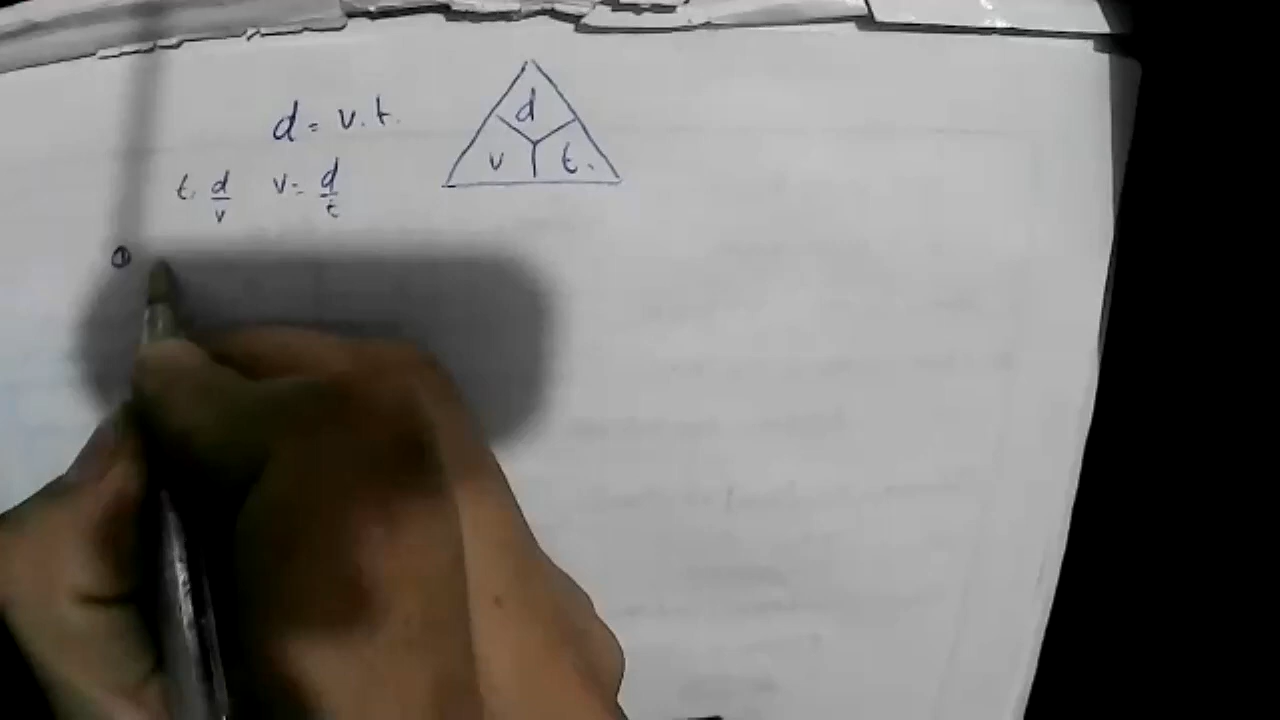 d = v.t.
t = d/v v = d/t
d
v t.
①